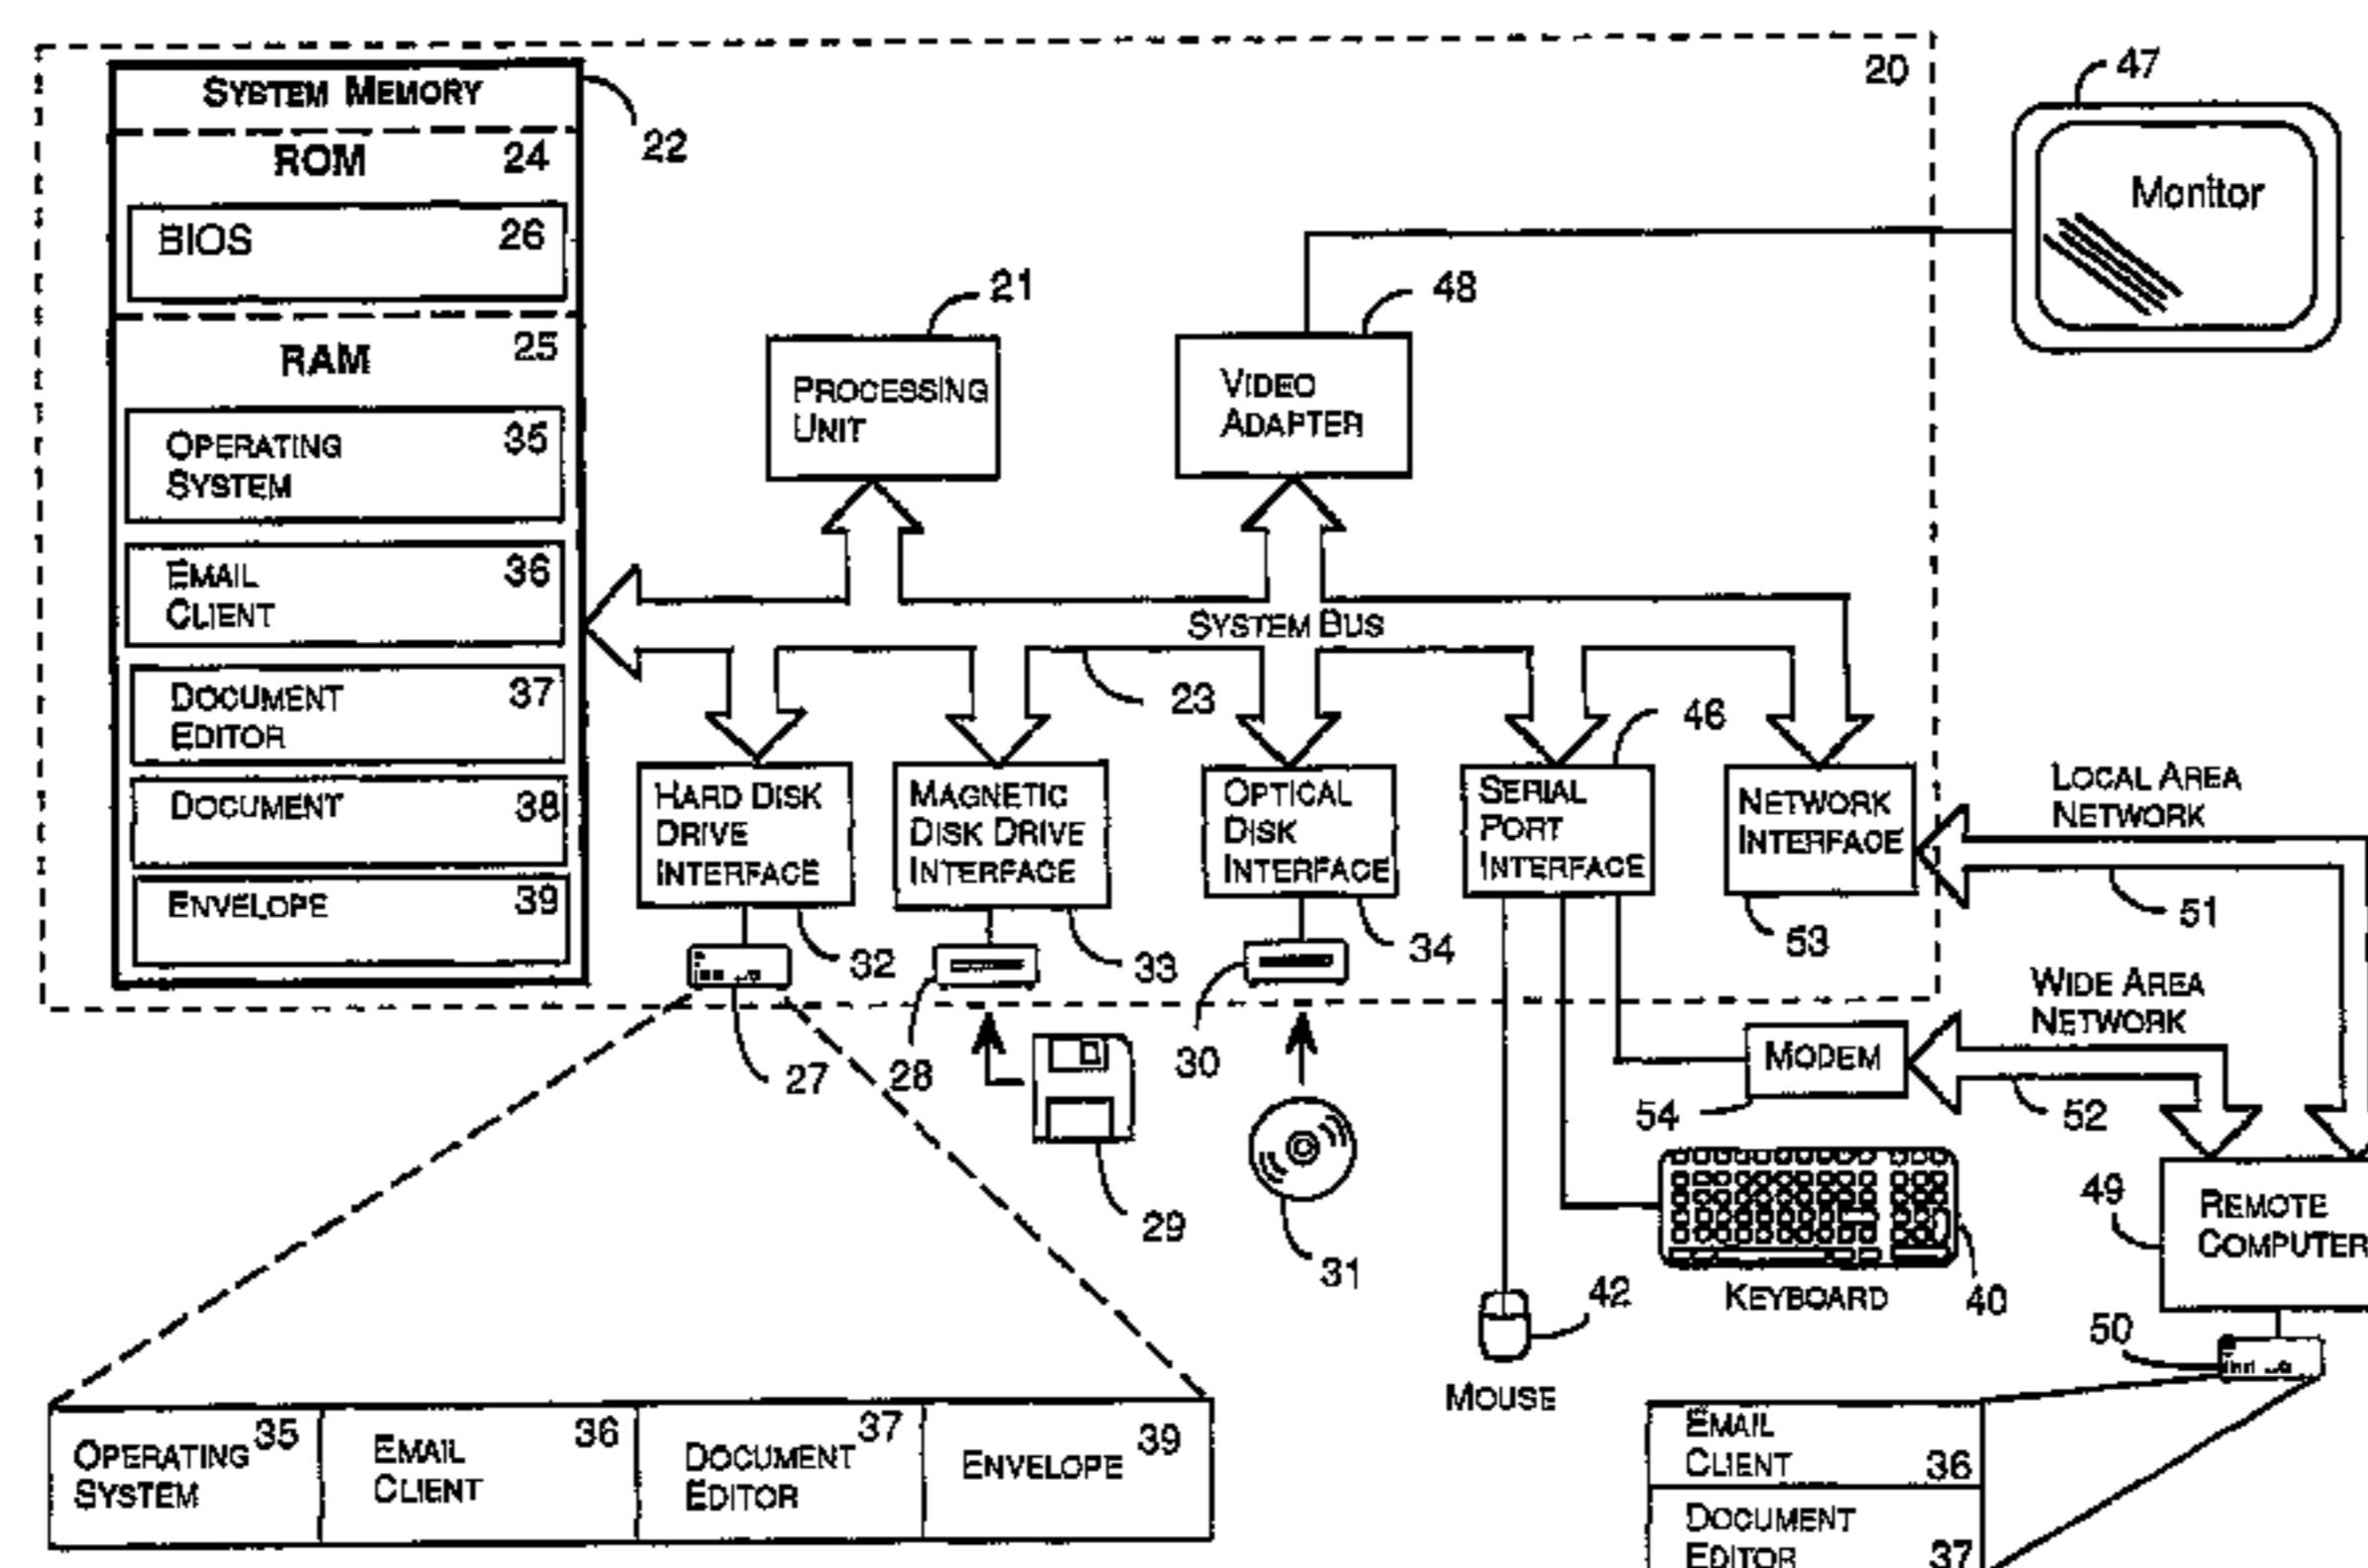 20
47
SYSTEM MEMORY
22
ROM 24
BIOS 26
Monitor
RAM 25
21
48
PROCESSING
UNIT
VIDEO
ADAPTER
OPERATING 35
SYSTEM
EMAIL 36
CLIENT
SYSTEM BUS
23
46
DOCUMENT 37
EDITOR
DOCUMENT 38
ENVELOPE 39
HARD DISK
DRIVE
INTERFACE
32
MAGNETIC
DISK DRIVE
INTERFACE
33
OPTICAL
DISK
INTERFACE
34
SERIAL
PORT
INTERFACE
NETWORK
INTERFACE
53
LOCAL AREA
NETWORK
51
WIDE AREA
NETWORK
52
27
28
29
30
31
MODEM
54
KEYBOARD
40
42
MOUSE
49
REMOTE
COMPUTER
50
OPERATING 35
SYSTEM
EMAIL 36
CLIENT
DOCUMENT 37
EDITOR
ENVELOPE 39
EMAIL
CLIENT 36
DOCUMENT
EDITOR 37